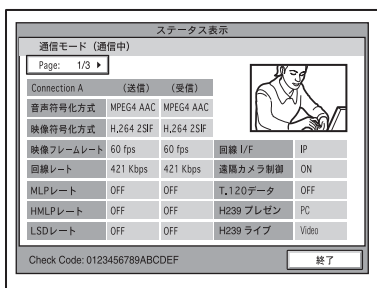 ステータス表示
通信モード（通信中）
Page: 1/3
Connection A （送信） （受信）
音声符号化方式 MPEG4 AAC MPEG4 AAC
映像符号化方式 H.264 2SIF H.264 2SIF
映像フレームレート 60 fps 60 fps 回線 I/F IP
回線レート 421 Kbps 421 Kbps 遠隔カメラ制御 ON
MLPレート OFF OFF T.120データ OFF
HMLPレート OFF OFF H239 プレゼン PC
LSDレート OFF OFF H239 ライブ Video
Check Code: 0123456789ABCDEF 終了